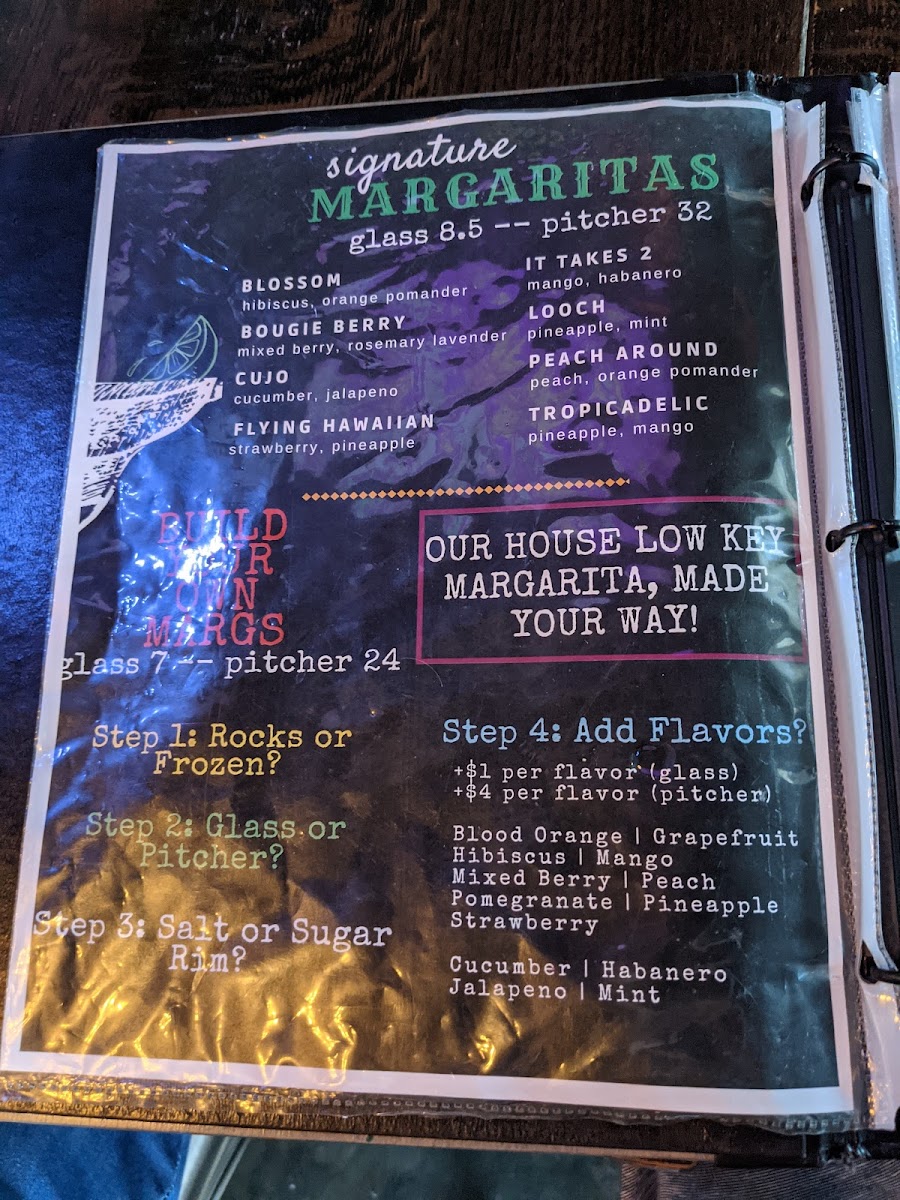 signature
MARGARITAS
glass 8.5 -- pitcher 32
BLOSSOM
hibiscus, orange pomander
BOUGIE BERRY
mixed berry, rosemary lavender
CUJO
cucumber, jalapeno
FLYING HAWAIIAN
strawberry, pineapple
IT TAKES 2
mango, habanero
LOOCH
pineapple, mint
PEACH AROUND
peach, orange pomander
TROPICADELIC
pineapple, mango
BUILD
YOUR
OWN
MARGS
glass 7 -- pitcher 24
OUR HOUSE LOW KEY
MARGARITA, MADE
YOUR WAY!
Step 1: Rocks or
Frozen?
Step 2: Glass or
Pitcher?
Step 3: Salt or Sugar
Rim?
Step 4: Add Flavors?
+$1 per flavor (glass)
+$4 per flavor (pitcher)
Blood Orange | Grapefruit
Hibiscus | Mango
Mixed Berry | Peach
Pomegranate | Pineapple
Strawberry
Cucumber | Habanero
Jalapeno | Mint